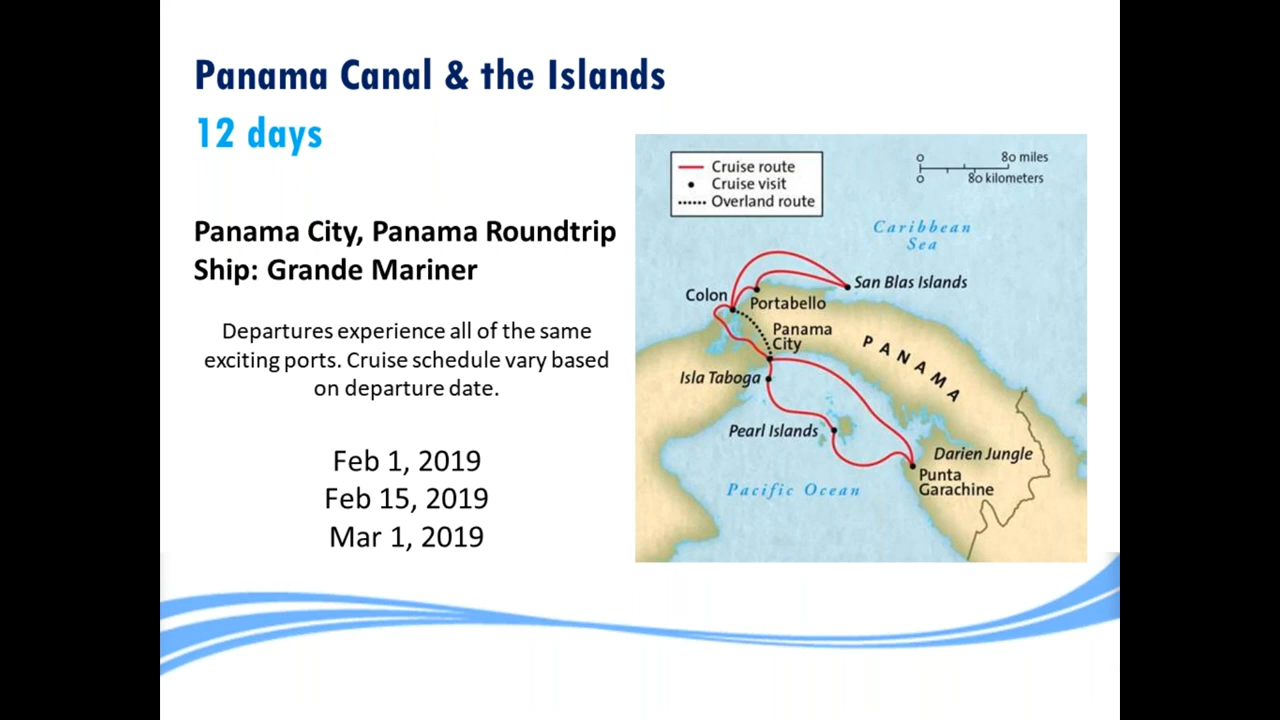 Panama Canal & the Islands
12 days
Panama City, Panama Roundtrip
Ship: Grande Mariner
Departures experience all of the same
exciting ports. Cruise schedule vary based
on departure date.
Feb 1, 2019
Feb 15, 2019
Mar 1, 2019
Cruise route
Cruise visit
Overland route
0 80 miles
0 80 kilometers
Caribbean
Sea
San Blas Islands
Colon
Portabello
Panama
City
PANAMA
Isla Taboga
Pearl Islands
Darien Jungle
Punta
Garachine
Pacific Ocean